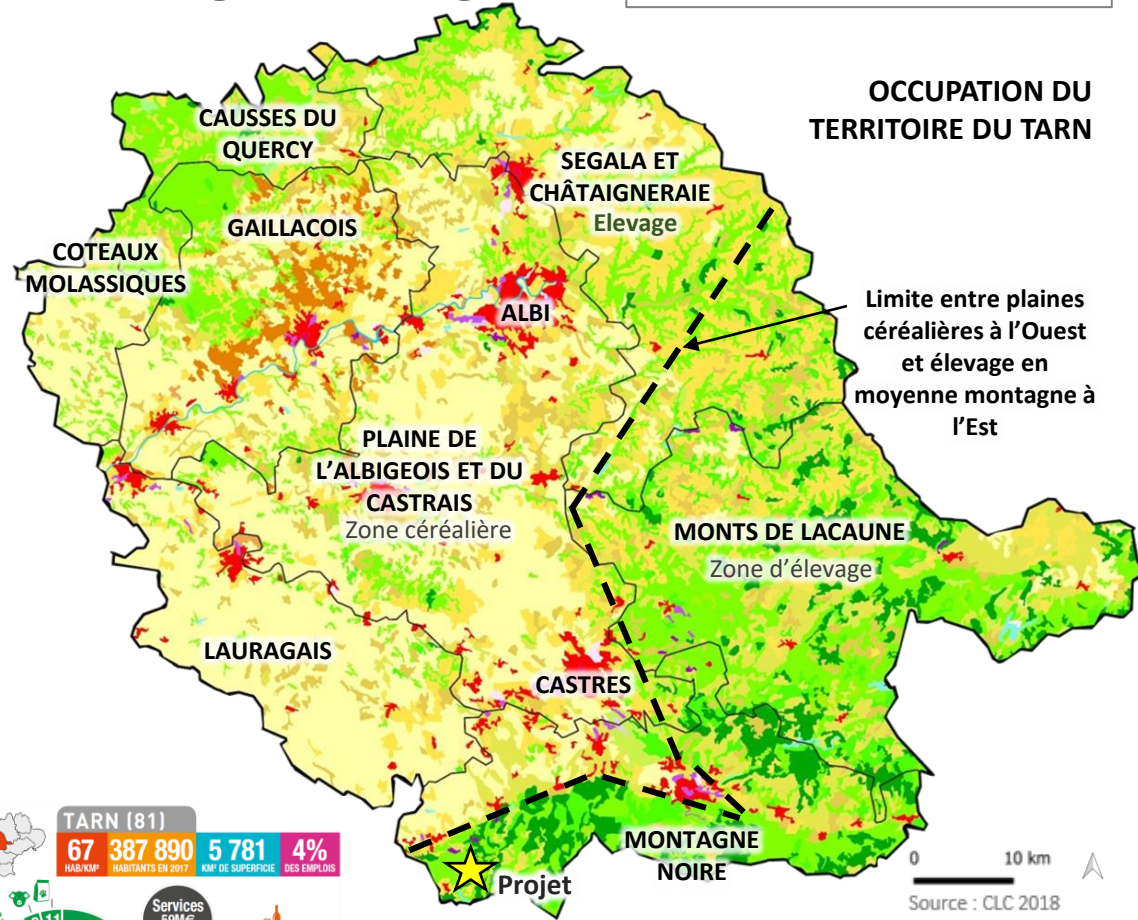 OCCUPATION DU
TERRITOIRE DU TARN
CAUSSES DU
QUERCY
SEGALA ET
CHÂTAIGNERAIE
Elevage
GAILLACOIS
COTEAUX
MOLASSIQUES
ALBI
Limite entre plaines
céréalières à l'Ouest
et élevage en
moyenne montagne à
l'Est
PLAINE DE
L'ALBIGEOIS ET DU
CASTRAIS
Zone céréalière
MONTS DE LACAUNE
Zone d'élevage
LAURAGAIS
CASTRES
MONTAGNE
NOIRE
Projet
TARN (81)
67 387 890 5 781 4%
HAB/KM² HABITANTS EN 2017 KM² DE SUPERFICIE DES EMPLOIS
Services
0 10 km
Source : CLC 2018